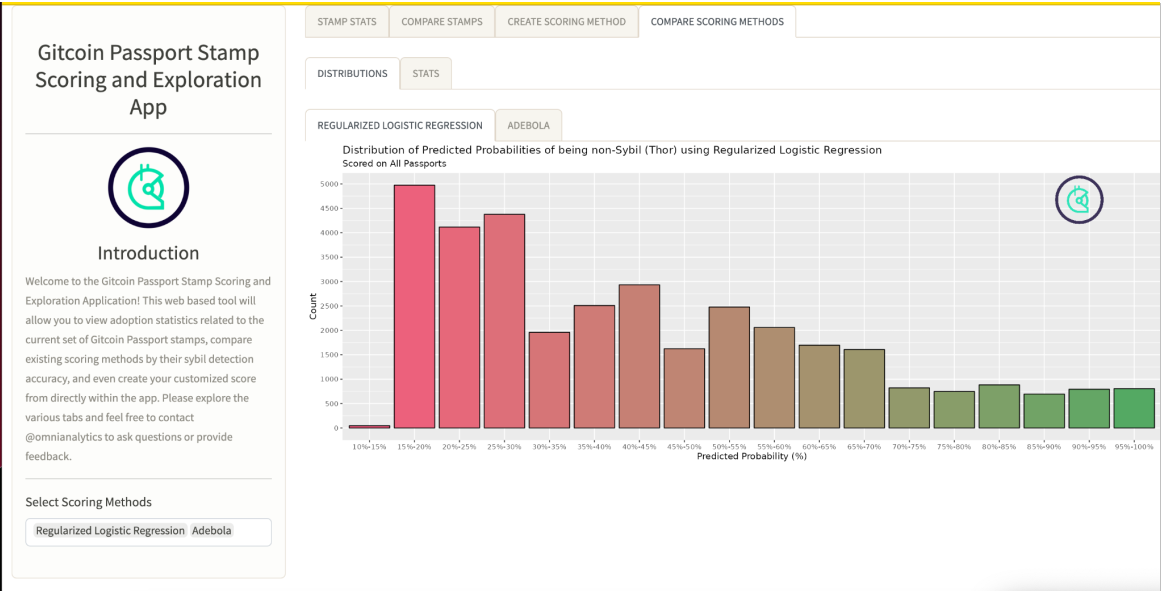 Gitcoin Passport Stamp
Scoring and Exploration
App
Introduction
Welcome to the Gitcoin Passport Stamp Scoring and
Exploration Application! This web based tool will
allow you to view adoption statistics related to the
current set of Gitcoin Passport stamps, compare
existing scoring methods by their sybil detection
accuracy, and even create your customized score
from directly within the app. Please explore the
various tabs and feel free to contact
@omnianalytics to ask questions or provide
feedback.
Select Scoring Methods
Regularized Logistic Regression Adebola
STAMP STATS COMPARE STAMPS CREATE SCORING METHOD COMPARE SCORING METHODS
DISTRIBUTIONS STATS
REGULARIZED LOGISTIC REGRESSION ADEBOLA
Distribution of Predicted Probabilities of being non-Sybil (Thor) using Regularized Logistic Regression
Scored on All Passports
Count
5000
4500
4000
3500
3000
2500
2000
1500
1000
500
0
10%-15% 15%-20% 20%-25% 25%-30% 30%-35% 35%-40% 40%-45% 45%-50% 50%-55% 55%-60% 60%-65% 65%-70% 70%-75% 75%-80% 80%-85% 85%-90% 90%-95% 95%-100%
Predicted Probability (%)